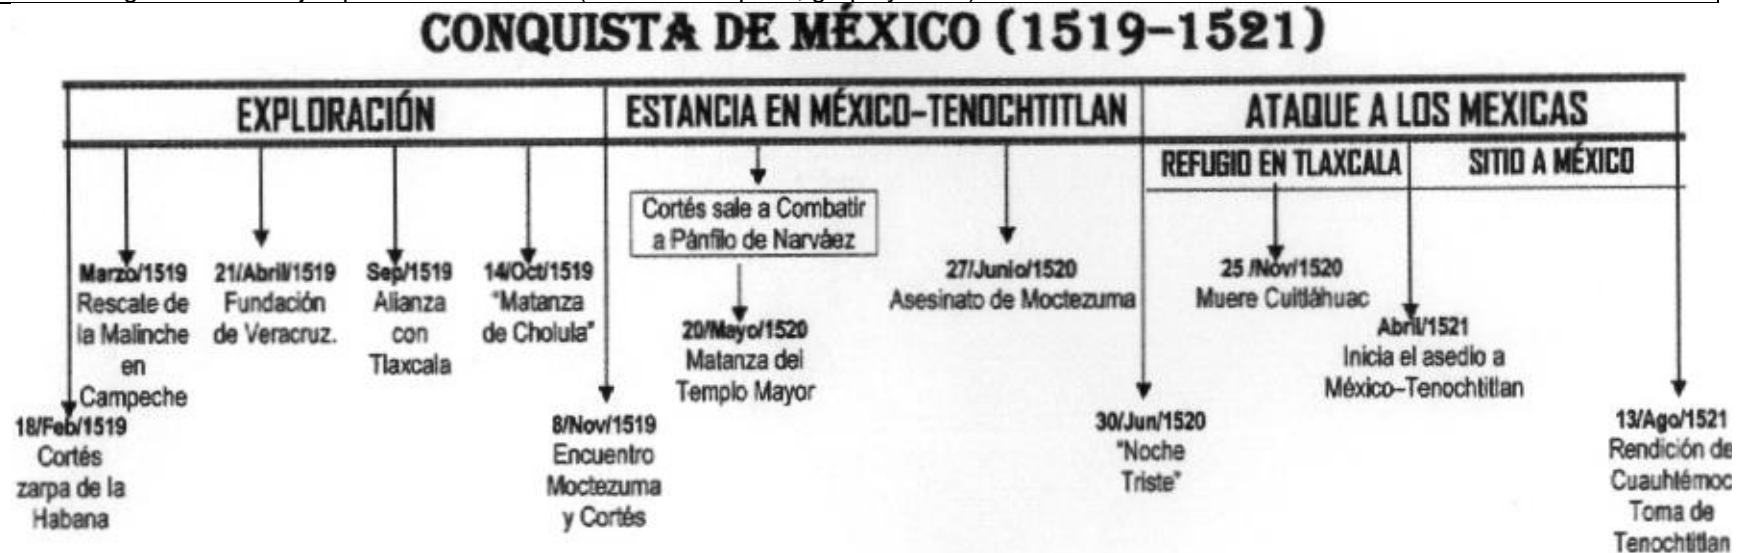 CONQUISTA DE MÉXICO (1519–1521)
EXPLORACIÓN
ESTANCIA EN MÉXICO–TENOCHTITLAN
ATAQUE A LOS MEXICAS
REFUGIO EN TLAXCALA
SITIO A MÉXICO
18/Feb/1519
Cortés
zarpa de la
Habana
Marzo/1519
Rescate de
la Malinche
en
Campeche
21/Abril/1519
Fundación
de Veracruz.
Sep/1519
Alianza
con
Tlaxcala
14/Oct/1519
"Matanza
de Cholula"
8/Nov/1519
Encuentro
Moctezuma
y Cortés
Cortés sale a Combatir
a Pánfilo de Narváez
20/Mayo/1520
Matanza del
Templo Mayor
27/Junio/1520
Asesinato de Moctezuma
30/Jun/1520
"Noche
Triste"
25 /Nov/1520
Muere Cuitláhuac
Abril/1521
Inicia el asedio a
México–Tenochtitlan
13/Ago/1521
Rendición de
Cuauhtémoc
Toma de
Tenochtitlan